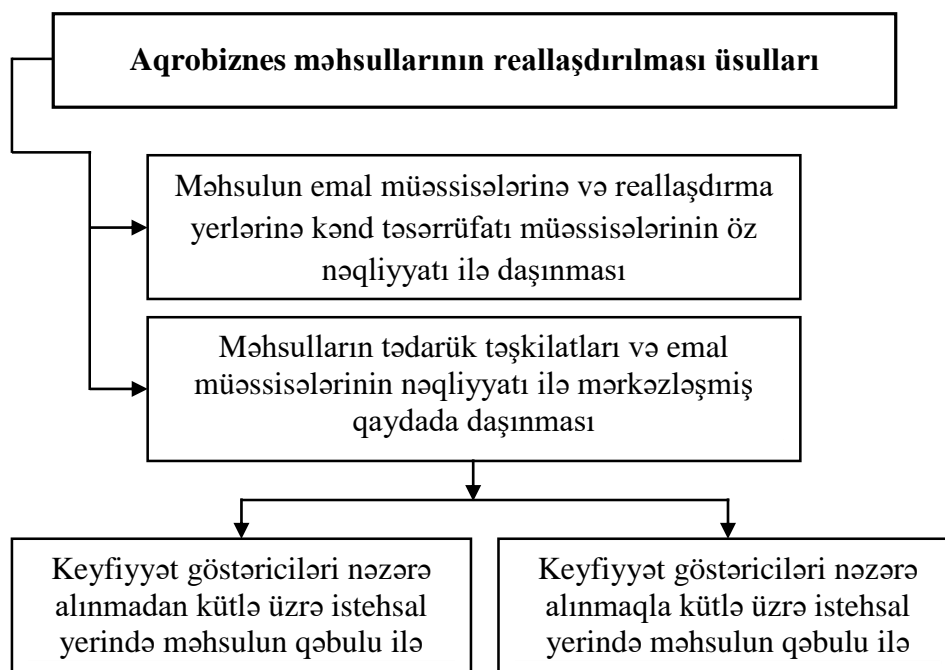 Aqrobiznes məhsullarının reallaşdırılması üsulları
Məhsulun emal müəssisələrinə və reallaşdırma
yerlərinə kənd təsərrüfatı müəssisələrinin öz
nəqliyyatı ilə daşınması
Məhsulların tədarük təşkilatları və emal
müəssisələrinin nəqliyyatı ilə mərkəzləşmiş
qaydada daşınması
Keyfiyyət göstəriciləri nəzərə
alınmadan kütlə üzrə istehsal
yerində məhsulun qəbulu ilə
Keyfiyyət göstəriciləri nəzərə
alınmaqla kütlə üzrə istehsal
yerində məhsulun qəbulu ilə